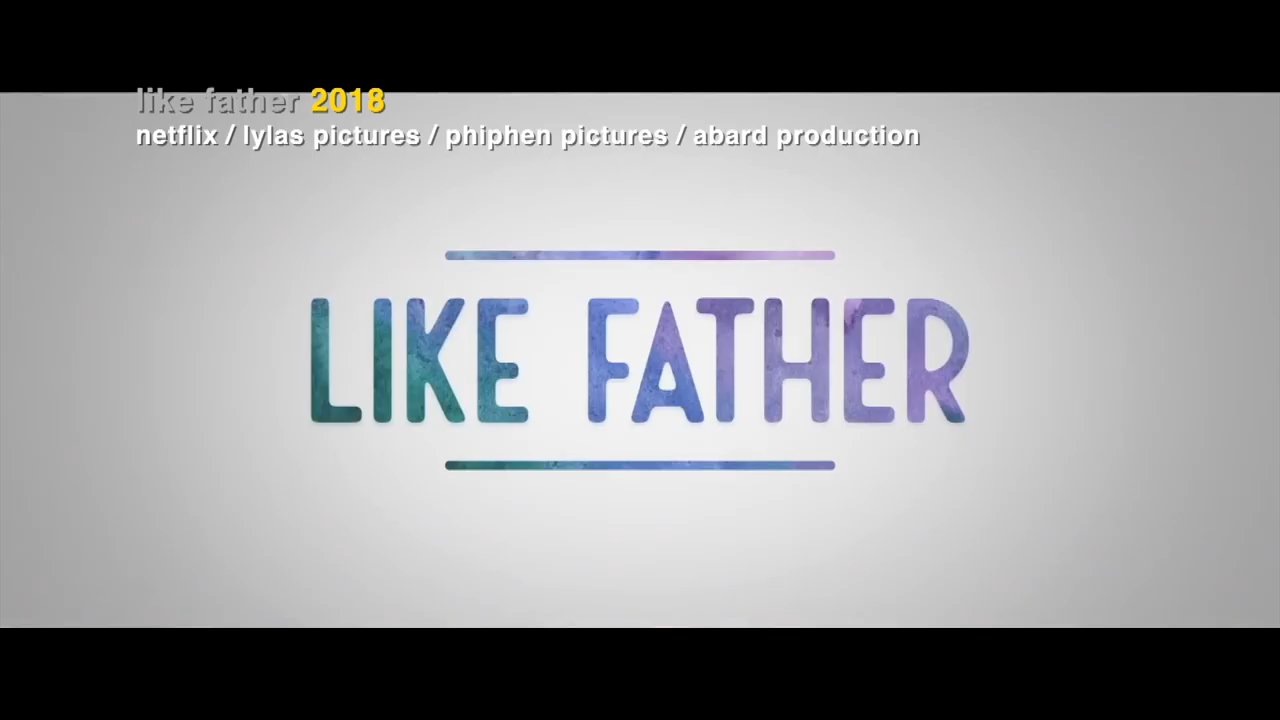 like father 2018
netflix / lylas pictures / phiphen pictures / abard production
LIKE FATHER